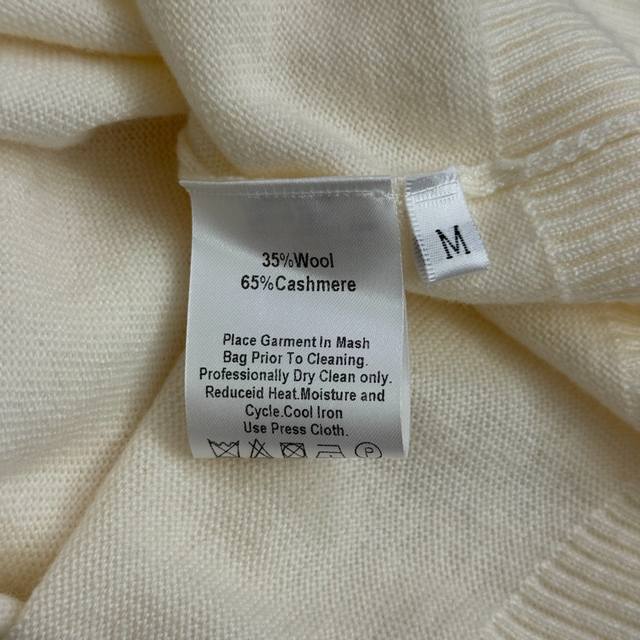 35%Wool
65%Cashmere
M
Place Garment In Mash
Bag Prior To Cleaning.
Professionally Dry Clean only.
Reduceid Heat.Moisture and
Cycle.Cool Iron
Use Press Cloth.
P